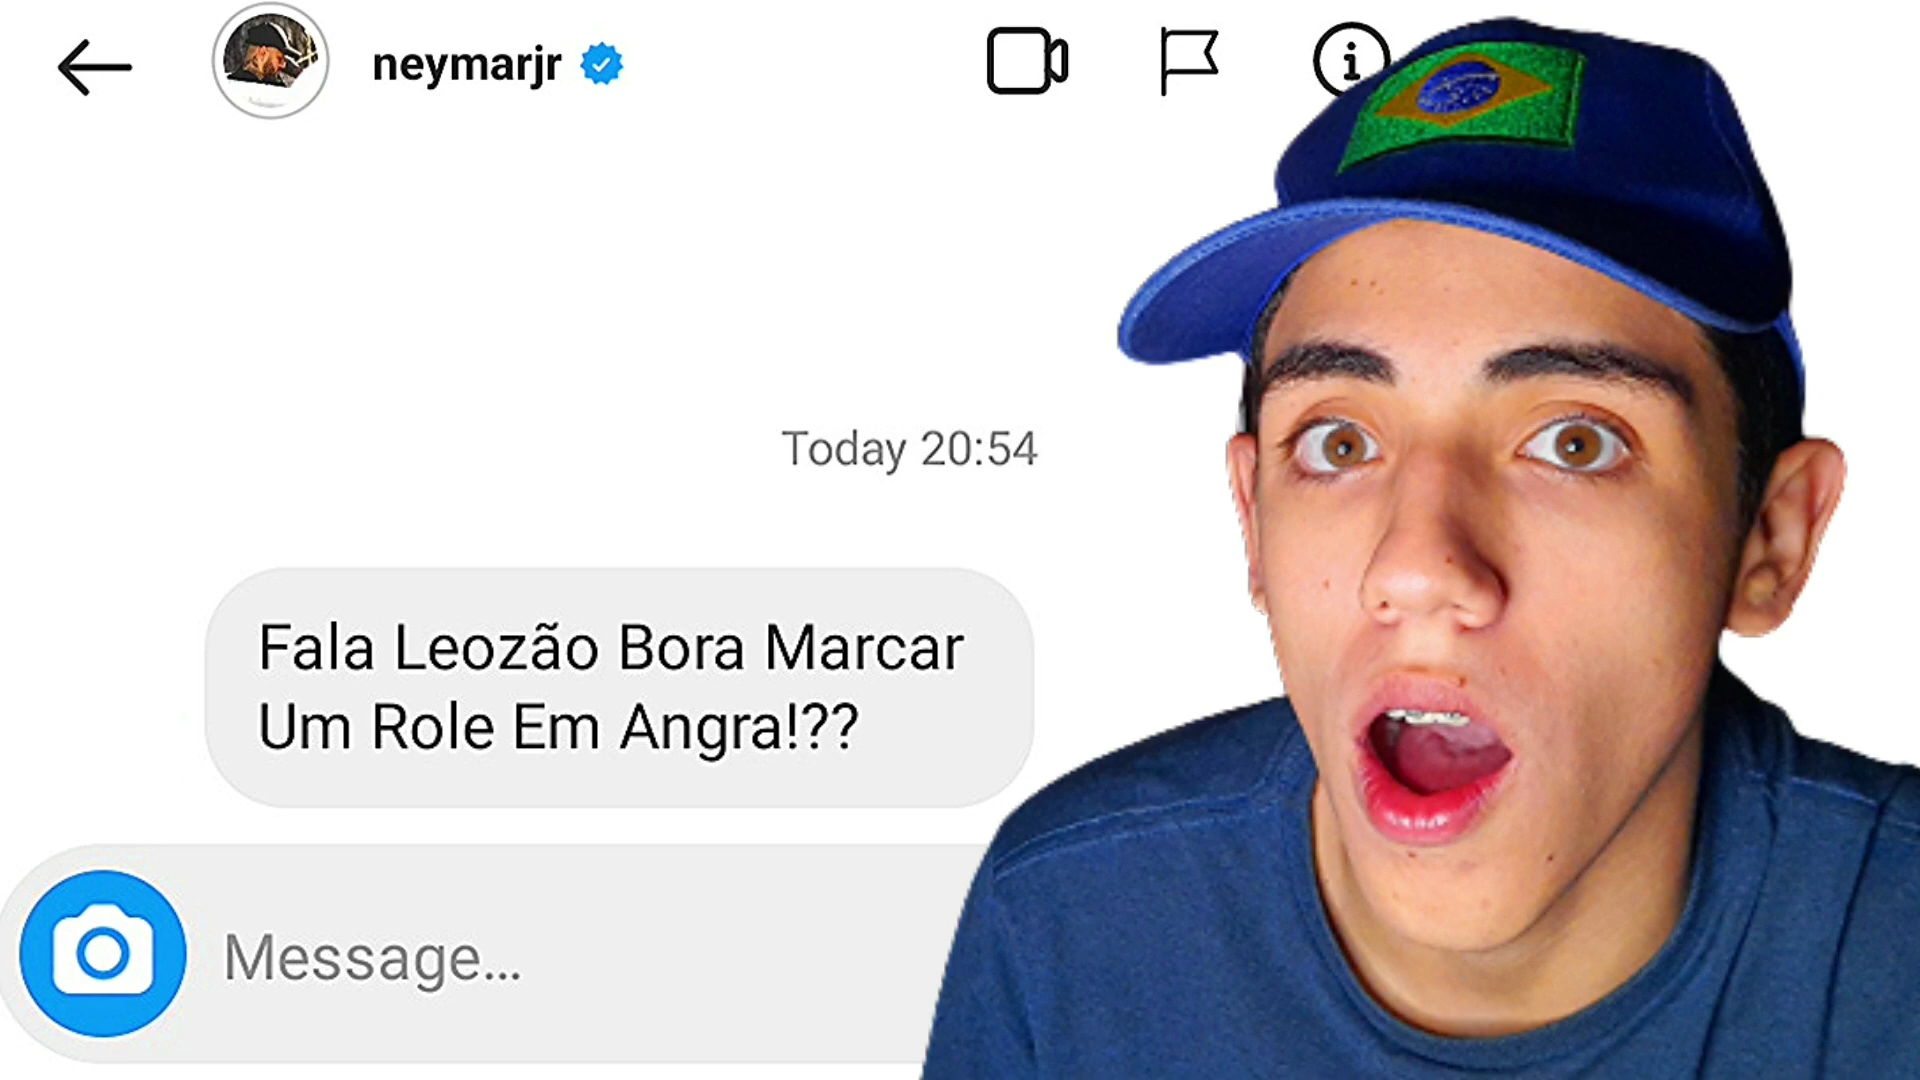 neymarjr
Today 20:54
Fala Leozão Bora Marcar
Um Role Em Angra!??
Message...